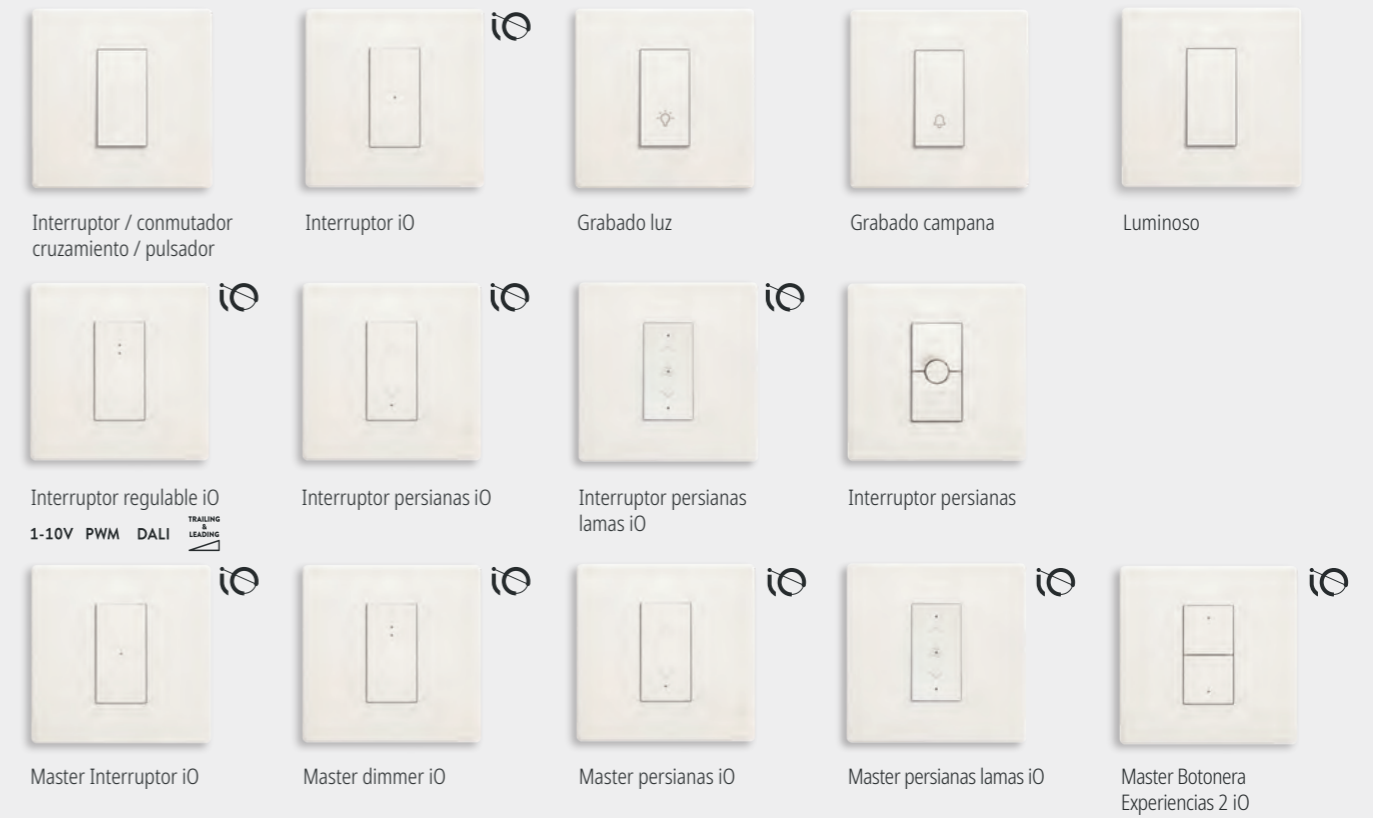 iO
Interruptor / conmutador
cruzamiento / pulsador
Interruptor iO
Grabado luz
Grabado campana
Luminoso
iO
iO
iO
Interruptor regulable iO
1-10V PWM DALI
TRAILING
&
LEADING
Interruptor persianas iO
Interruptor persianas
lamas iO
Interruptor persianas
iO
iO
iO
iO
iO
Master Interruptor iO
Master dimmer iO
Master persianas iO
Master persianas lamas iO
Master Botonera
Experiencias 2 iO